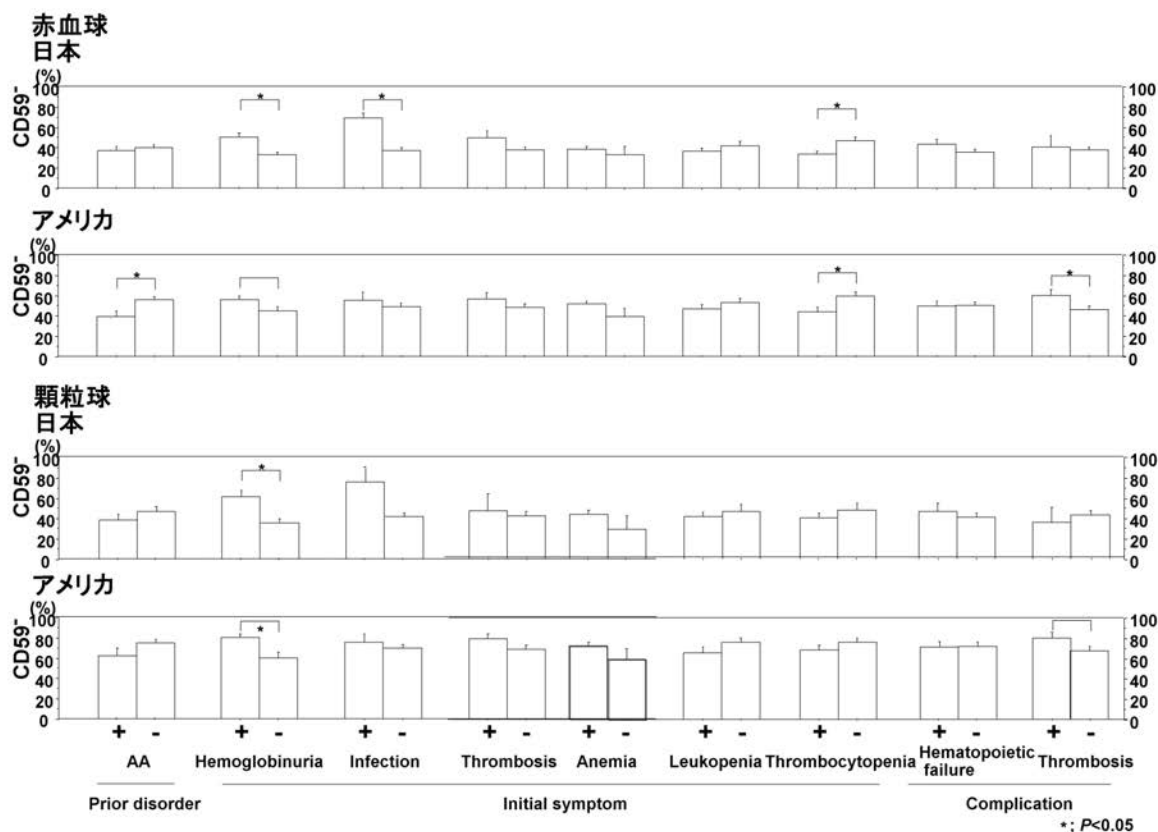 赤血球
日本
(%)
CD59⁻
100 80 60 40 20 0
* * *
100 80 60 40 20 0
アメリカ
(%)
CD59⁻
100 80 60 40 20 0
* * *
100 80 60 40 20 0
顆粒球
日本
(%)
CD59⁻
100 80 60 40 20 0
*
100 80 60 40 20 0
アメリカ
(%)
CD59⁻
100 80 60 40 20 0
*
100 80 60 40 20 0
+ - + - + - + - + - + - + - + - + -
AA Hemoglobinuria Infection Thrombosis Anemia Leukopenia Thrombocytopenia Hematopoietic failure Thrombosis
Prior disorder Initial symptom Complication
*: P<0.05